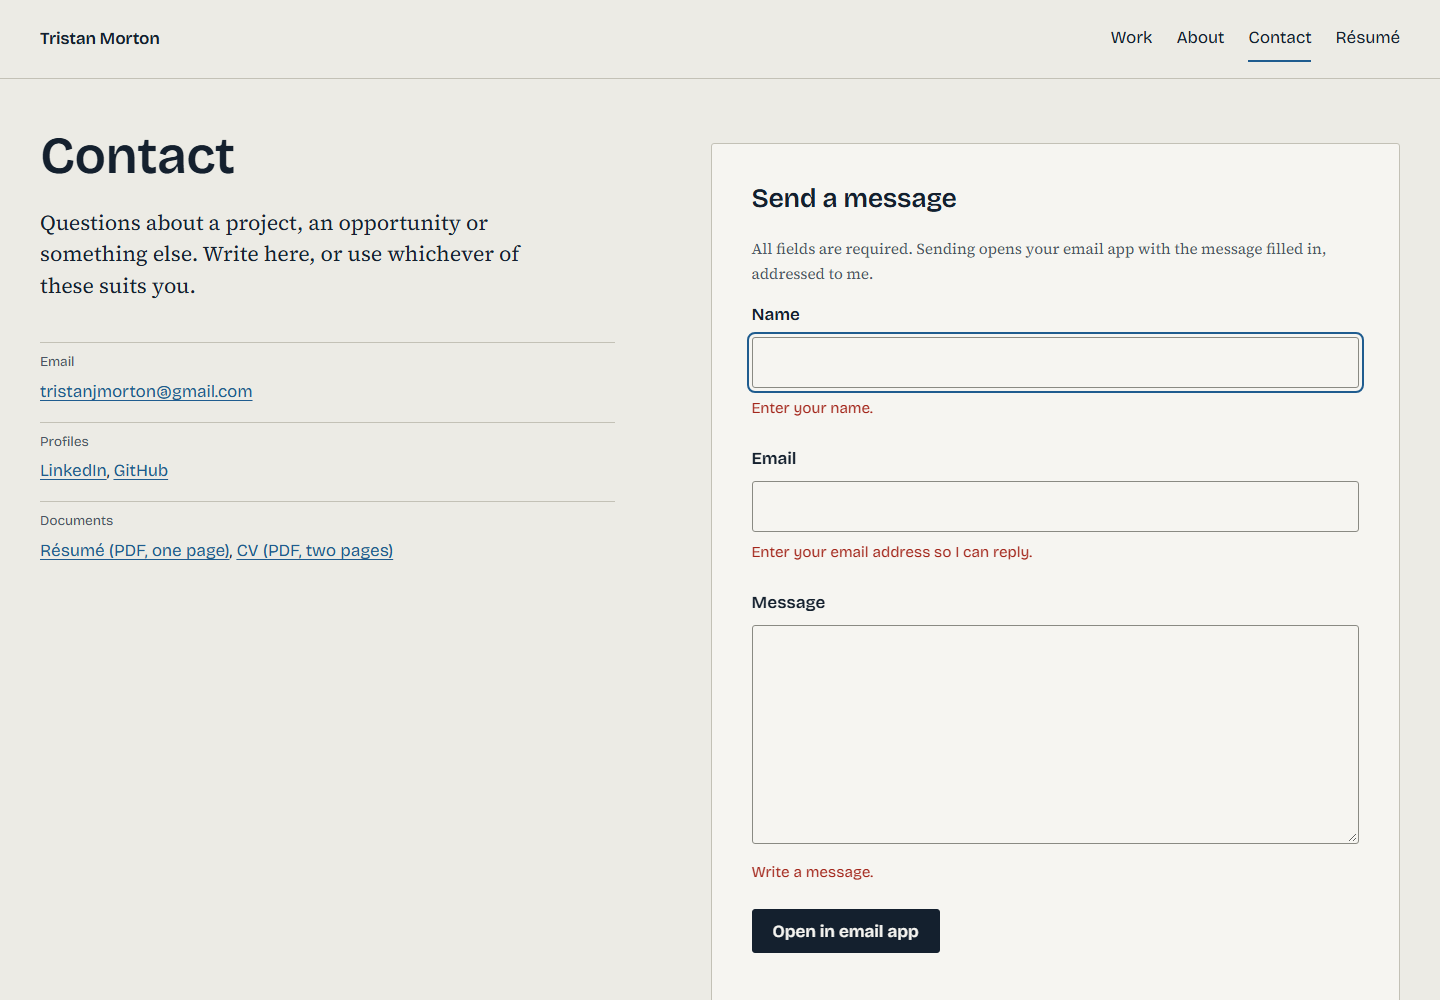 Tristan Morton
Work About Contact Résumé
Contact
Questions about a project, an opportunity or
something else. Write here, or use whichever of
these suits you.
Email
tristanjmorton@gmail.com
Profiles
LinkedIn, GitHub
Documents
Résumé (PDF, one page), CV (PDF, two pages)
Send a message
All fields are required. Sending opens your email app with the message filled in,
addressed to me.
Name
Enter your name.
Email
Enter your email address so I can reply.
Message
Write a message.
Open in email app